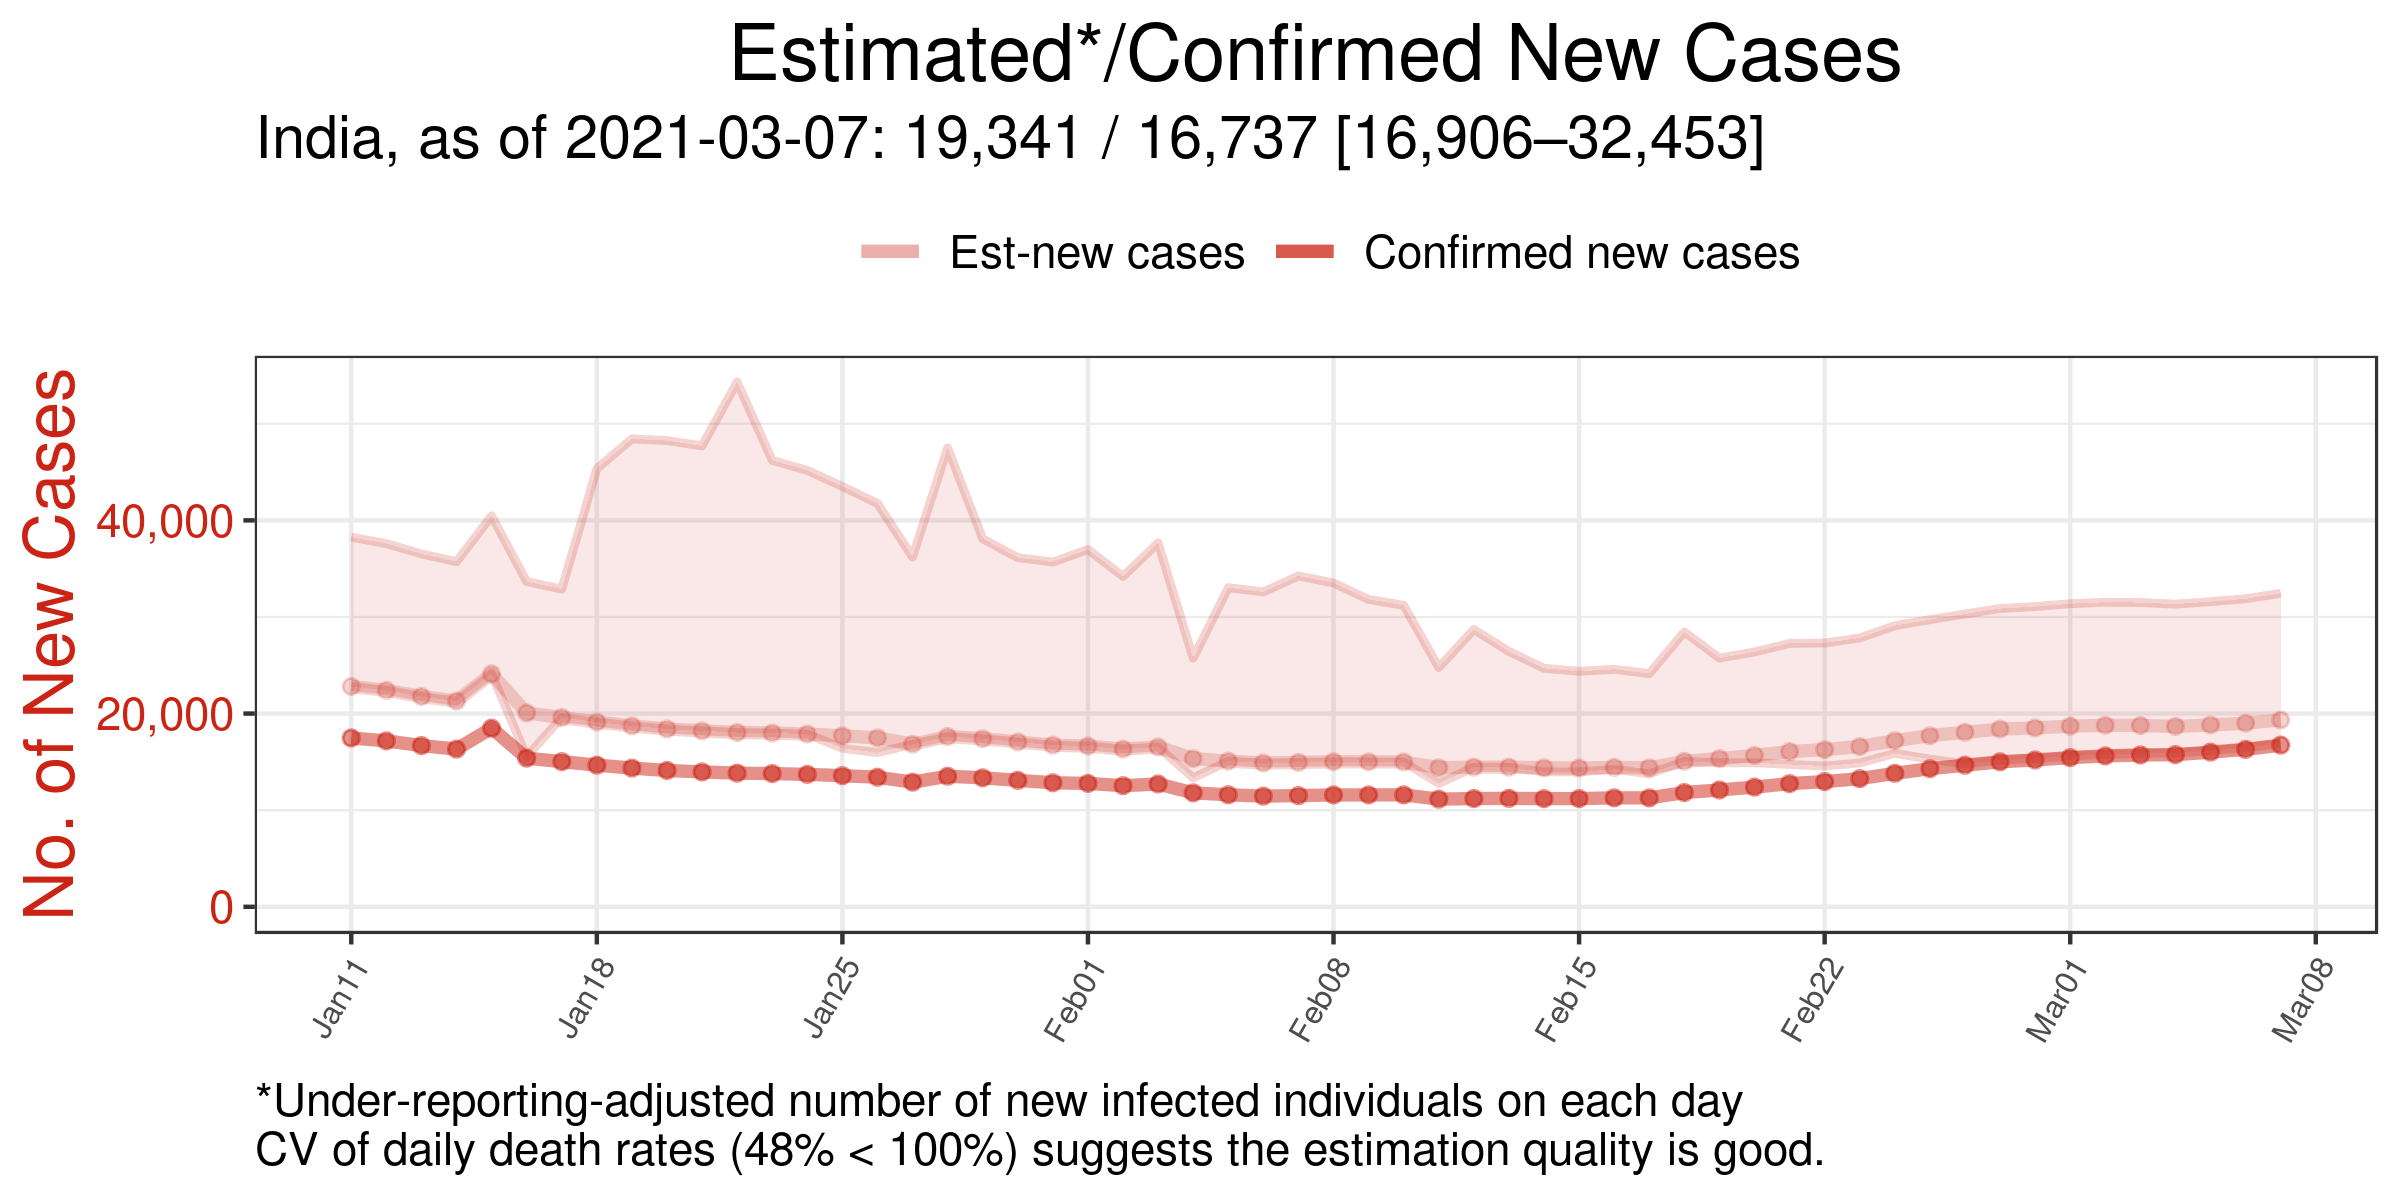 Estimated*/Confirmed New Cases
India, as of 2021-03-07: 19,341 / 16,737 [16,906–32,453]
Est-new cases
Confirmed new cases
No. of New Cases
40,000
20,000
0
Jan11
Jan18
Jan25
Feb01
Feb08
Feb15
Feb22
Mar01
Mar08
*Under-reporting-adjusted number of new infected individuals on each day
CV of daily death rates (48% < 100%) suggests the estimation quality is good.